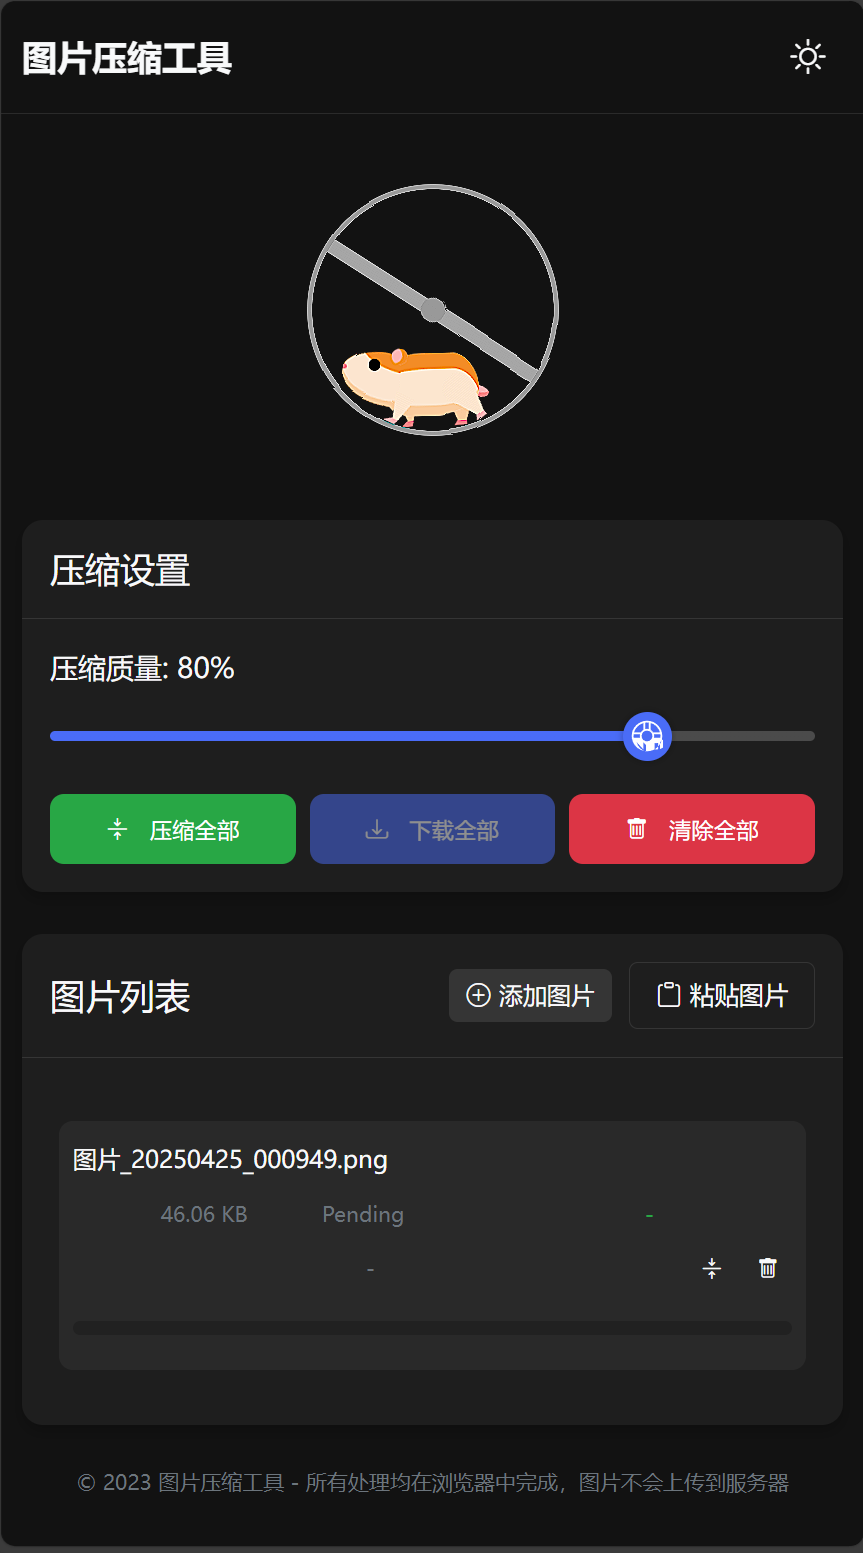 图片压缩工具
压缩设置
压缩质量: 80%
压缩全部 下载全部 清除全部
图片列表 添加图片 粘贴图片
图片_20250425_000949.png
46.06 KB Pending -
-
© 2023 图片压缩工具 - 所有处理均在浏览器中完成，图片不会上传到服务器